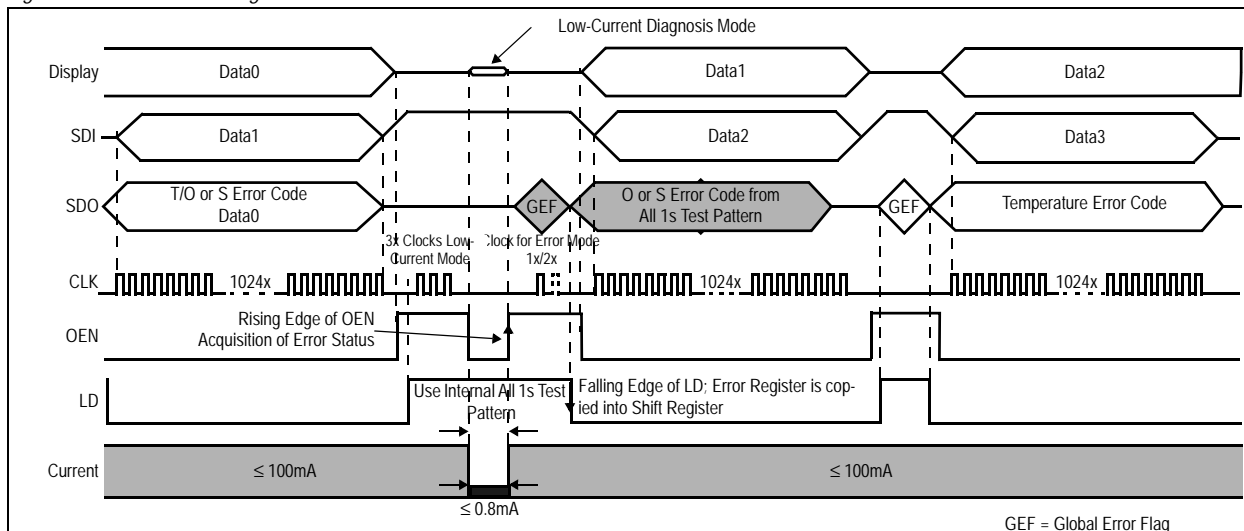 Low-Current Diagnosis Mode
Display
Data0
Data1
Data2
SDI
Data1
Data2
Data3
SDO
T/O or S Error Code
Data0
GEF
O or S Error Code from
All 1s Test Pattern
GEF
Temperature Error Code
3x Clocks Low-
Current Mode
Clock for Error Mode
1x/2x
CLK
1024x
1024x
1024x
OEN
Rising Edge of OEN
Acquisition of Error Status
LD
Use Internal All 1s Test
Pattern
Falling Edge of LD; Error Register is cop-
ied into Shift Register
Current
≤ 100mA
≤ 100mA
≤ 0.8mA
GEF = Global Error Flag